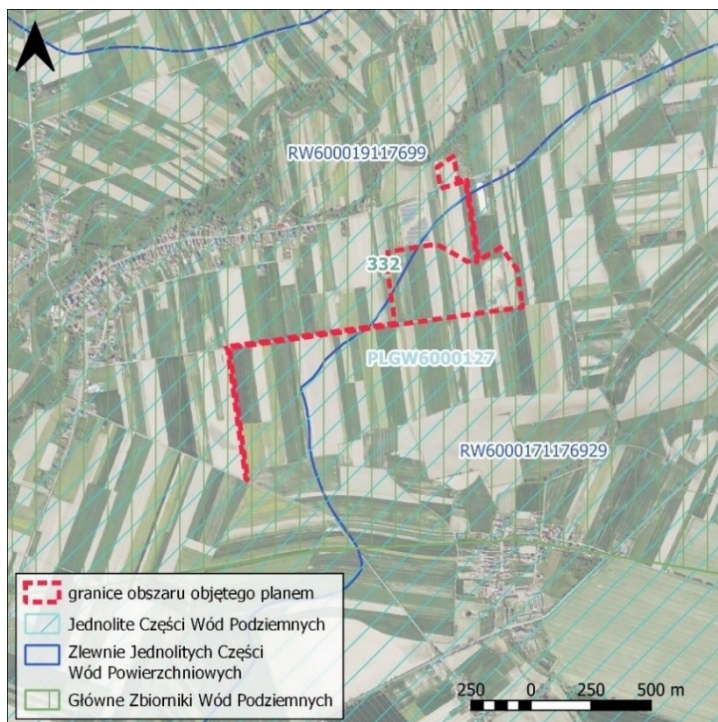 RW600019117699
332
PLGW6000127
RW6000171176929
granice obszaru objętego planem
Jednolite Części Wód Podziemnych
Zlewnie Jednolitych Części
Wód Powierzchniowych
Główne Zbiorniki Wód Podziemnych
250 0 250 500 m